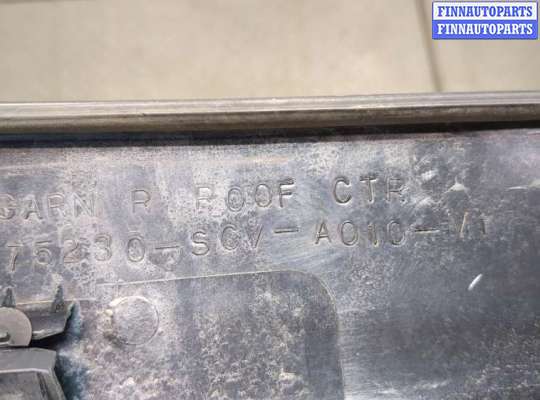 FINNAUTOPARTS
FINNAUTOPARTS
GARN R ROOF CTR
75230-SCV-A010-M1